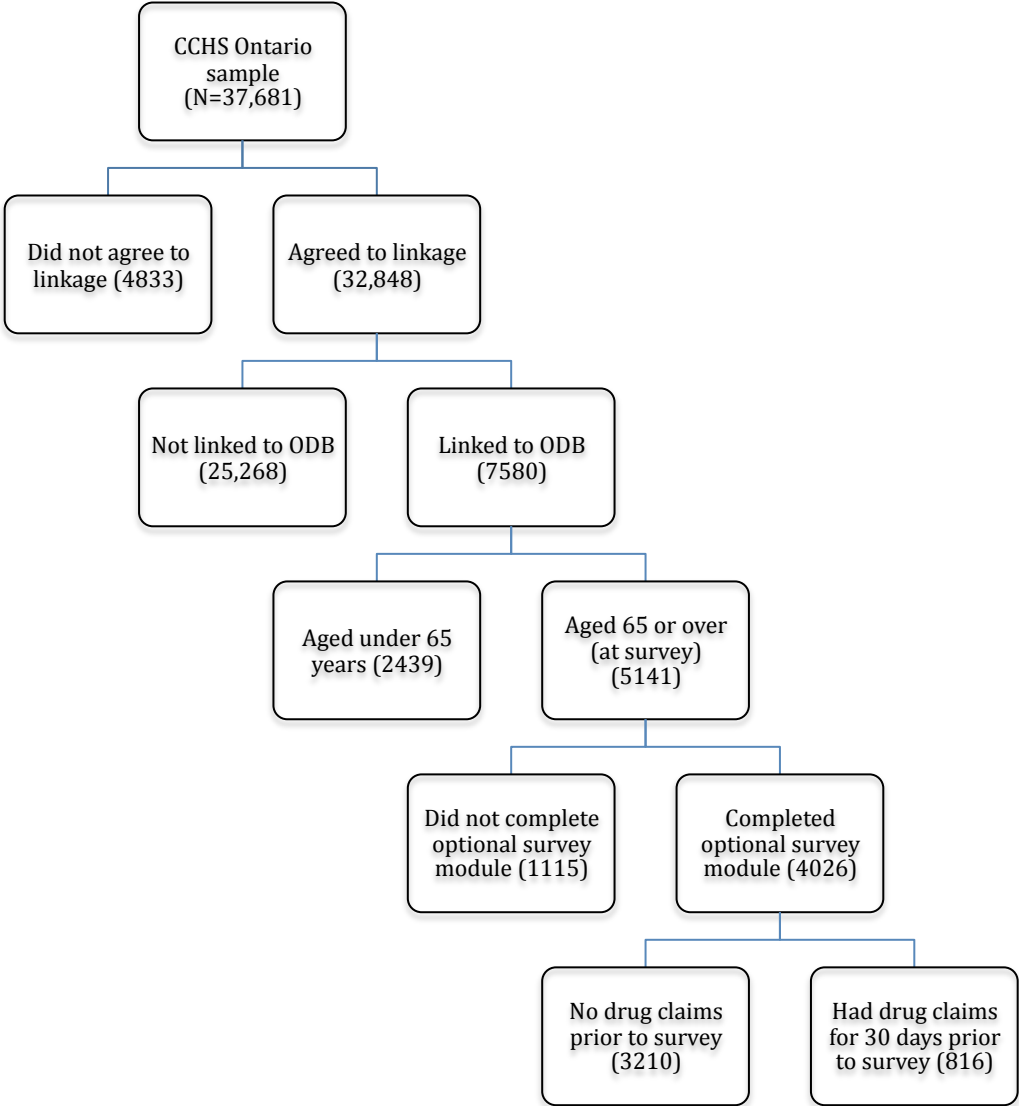 CCHS Ontario
sample
(N=37,681)
Did not agree to
linkage (4833)
Agreed to linkage
(32,848)
Not linked to ODB
(25,268)
Linked to ODB
(7580)
Aged under 65
years (2439)
Aged 65 or over
(at survey)
(5141)
Did not complete
optional survey
module (1115)
Completed
optional survey
module (4026)
No drug claims
prior to survey
(3210)
Had drug claims
for 30 days prior
to survey (816)